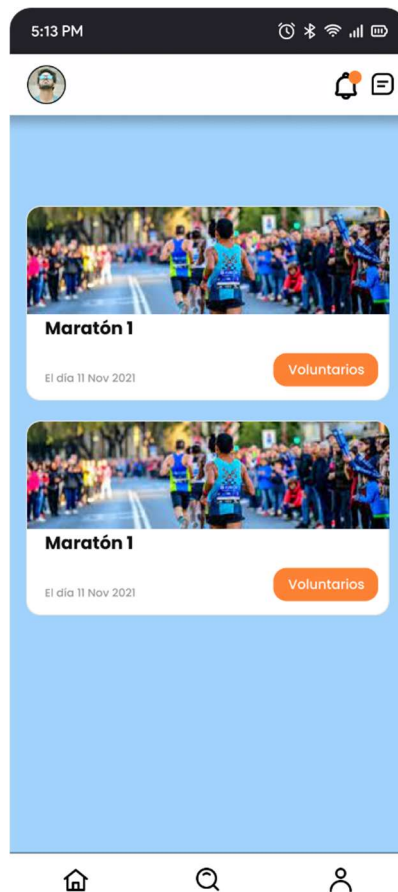 5:13 PM
Maratón 1
El día 11 Nov 2021
Voluntarios
Maratón 1
El día 11 Nov 2021
Voluntarios